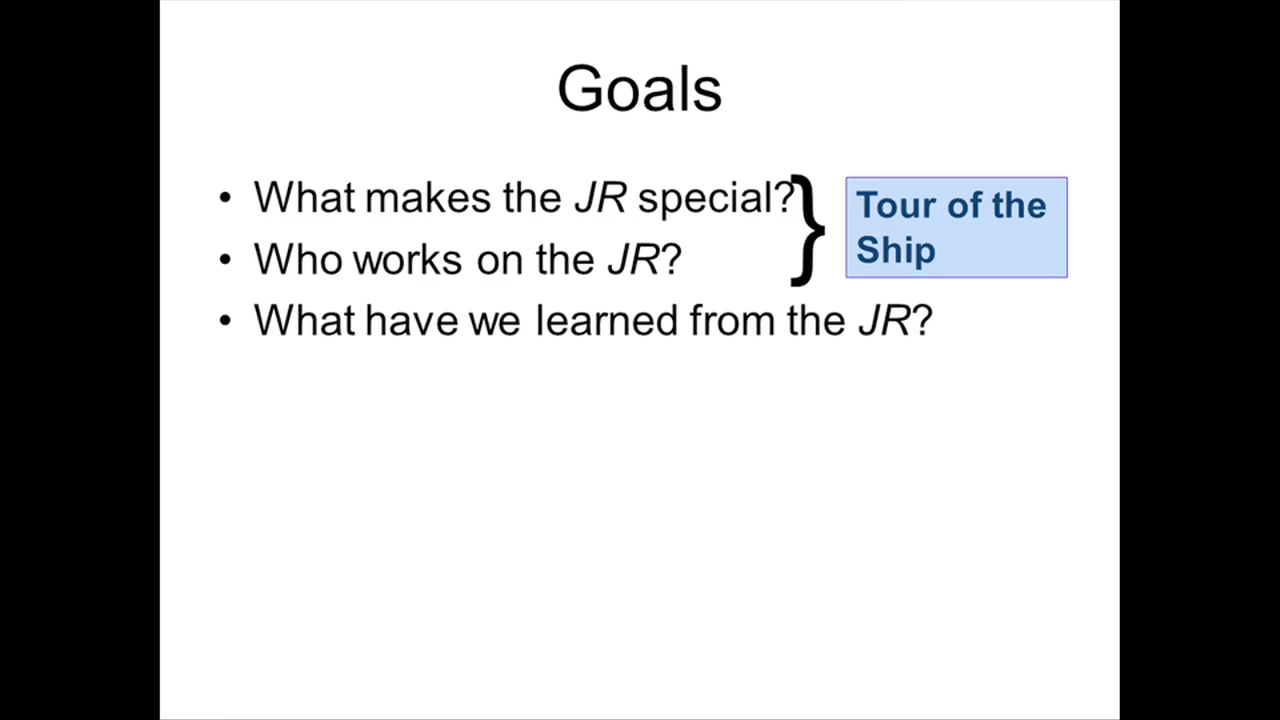 Goals
• What makes the JR special?
• Who works on the JR?
• What have we learned from the JR?
}
Tour of the
Ship